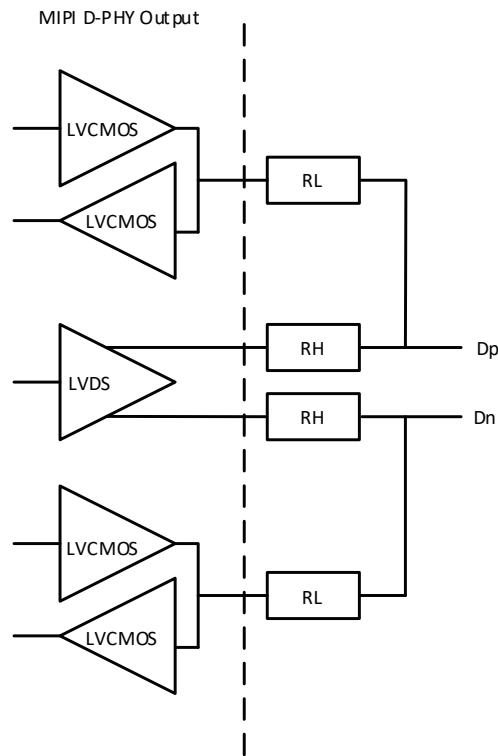 MIPI D-PHY Output
LVCMOS
RL
LVCMOS
RH
Dp
LVDS
RH
Dn
LVCMOS
RL
LVCMOS